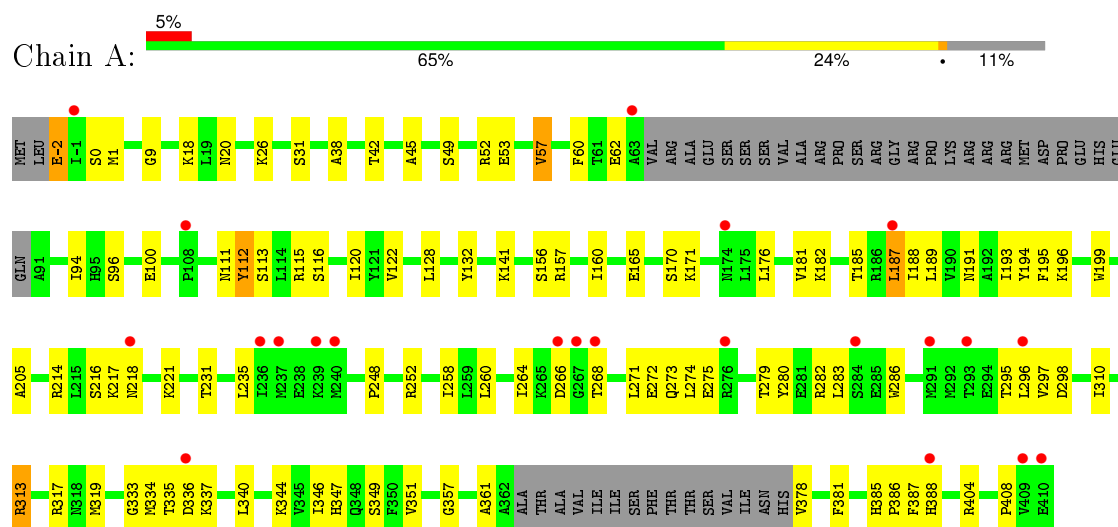 5%
Chain A:
65% 24% • 11%
MET LEU E-2 I-1 S0 M1 G9 K18 L19 N20 K26 S31 A38 T42 A45 S49 R52 E53 V57 F60 T61 E62 A63 VAL ARG ALA GLU SER SER SER VAL ALA ARG PRO SER ARG GLY ARG PRO LYS ARG ARG ARG MET ASP PRO GLU HIS GLU
GLN A91 I94 H95 S96 E100 P108 N111 Y112 S113 L114 R115 S116 I120 Y121 V122 L128 Y132 K141 S156 R157 I160 E165 S170 K171 N174 L175 L176 V181 K182 T185 R186 L187 I188 L189 V190 N191 A192 I193 Y194 F195 K196 W199
A205 R214 L215 S216 K217 N218 K221 T231 L235 I236 M237 E238 K239 M240 P248 R252 I258 L259 L260 I264 K265 D266 G267 T268 L271 E272 Q273 L274 E275 R276 T279 Y280 E281 R282 L283 S284 E285 W286 M291 M292 T293 E294 T295 L296 V297 D298 I310
R313 R317 N318 M319 G333 M334 T335 D336 K337 L340 K344 V345 I346 H347 Q348 S349 F350 V351 G357 A361 A362 ALA THR ALA VAL ILE ILE SER PHE THR THR SER VAL ILE ASN HIS V378 F381 H385 P386 F387 H388 R404 P408 V409 E410